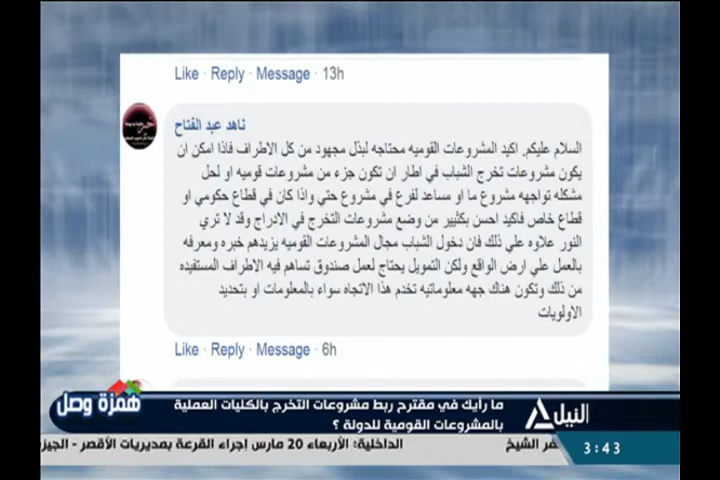 Like · Reply · Message · 13h
ناهد عبد الفتاح
السلام عليكم. اكيد المشروعات القوميه محتاجه لبذل مجهود من كل الاطراف فاذا امكن ان
يكون مشروعات تخرج الشباب في اطار ان تكون جزء من مشروعات قوميه او لحل
مشكله تواجهه مشروع ما او مساعد لفرع في مشروع حتي واذا كان في قطاع حكومي او
قطاع خاص فاكيد احسن بكثيير من وضع مشروعات التخرج في الادراج وقد لا تري
النور علاوه علي ذلك فان دخول الشباب مجال المشروعات القوميه يزيدهم خبره ومعرفه
بالعمل علي ارض الواقع ولكن التمويل يحتاج لعمل صندوق تساهم فيه الاطراف المستفيده
من ذلك وتكون هناك جهه معلوماتيه تخدم هذا الاتجاه سواء بالمعلومات او بتحديد
الاولويات
Like · Reply · Message · 6h
همزة وصل
ما رأيك في مقترح ربط مشروعات التخرج بالكليات العملية
بالمشروعات القومية للدولة ؟
النيل
الشيخ
الداخلية: الأربعاء 20 مارس إجراء القرعة بمديريات الأقصر - الجيز
3:43